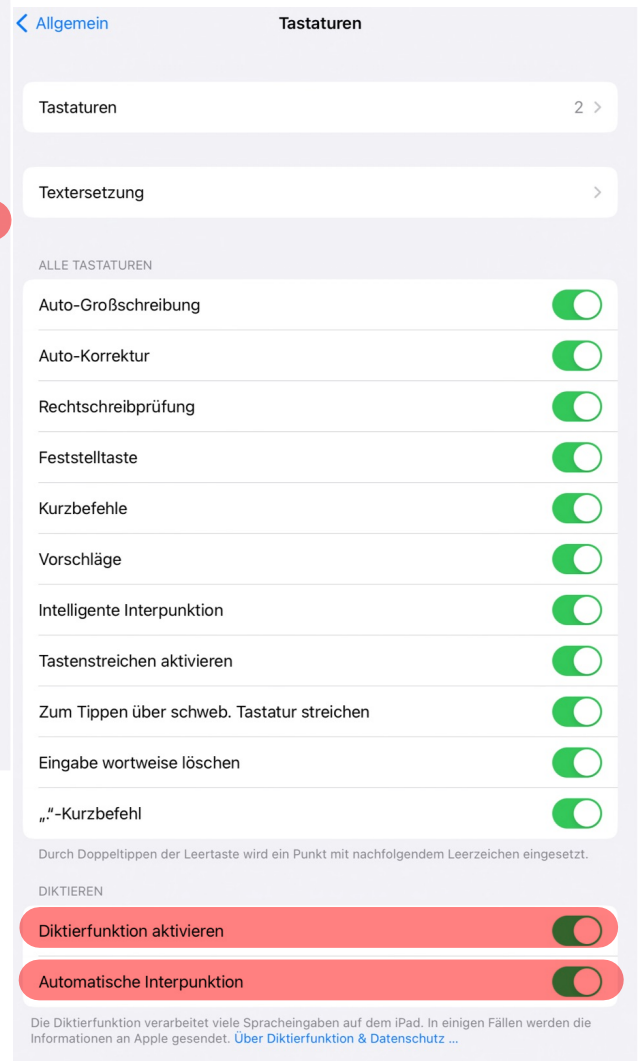 Allgemein
Tastaturen
Tastaturen
2
Textersetzung
ALLE TASTATUREN
Auto-Großschreibung
Auto-Korrektur
Rechtschreibprüfung
Feststelltaste
Kurzbefehle
Vorschläge
Intelligente Interpunktion
Tastenstreichen aktivieren
Zum Tippen über schweb. Tastatur streichen
Eingabe wortweise löschen
„.“-Kurzbefehl
Durch Doppeltippen der Leertaste wird ein Punkt mit nachfolgendem Leerzeichen eingesetzt.
DIKTIEREN
Diktierfunktion aktivieren
Automatische Interpunktion
Die Diktierfunktion verarbeitet viele Spracheingaben auf dem iPad. In einigen Fällen werden die
Informationen an Apple gesendet. Über Diktierfunktion & Datenschutz ...